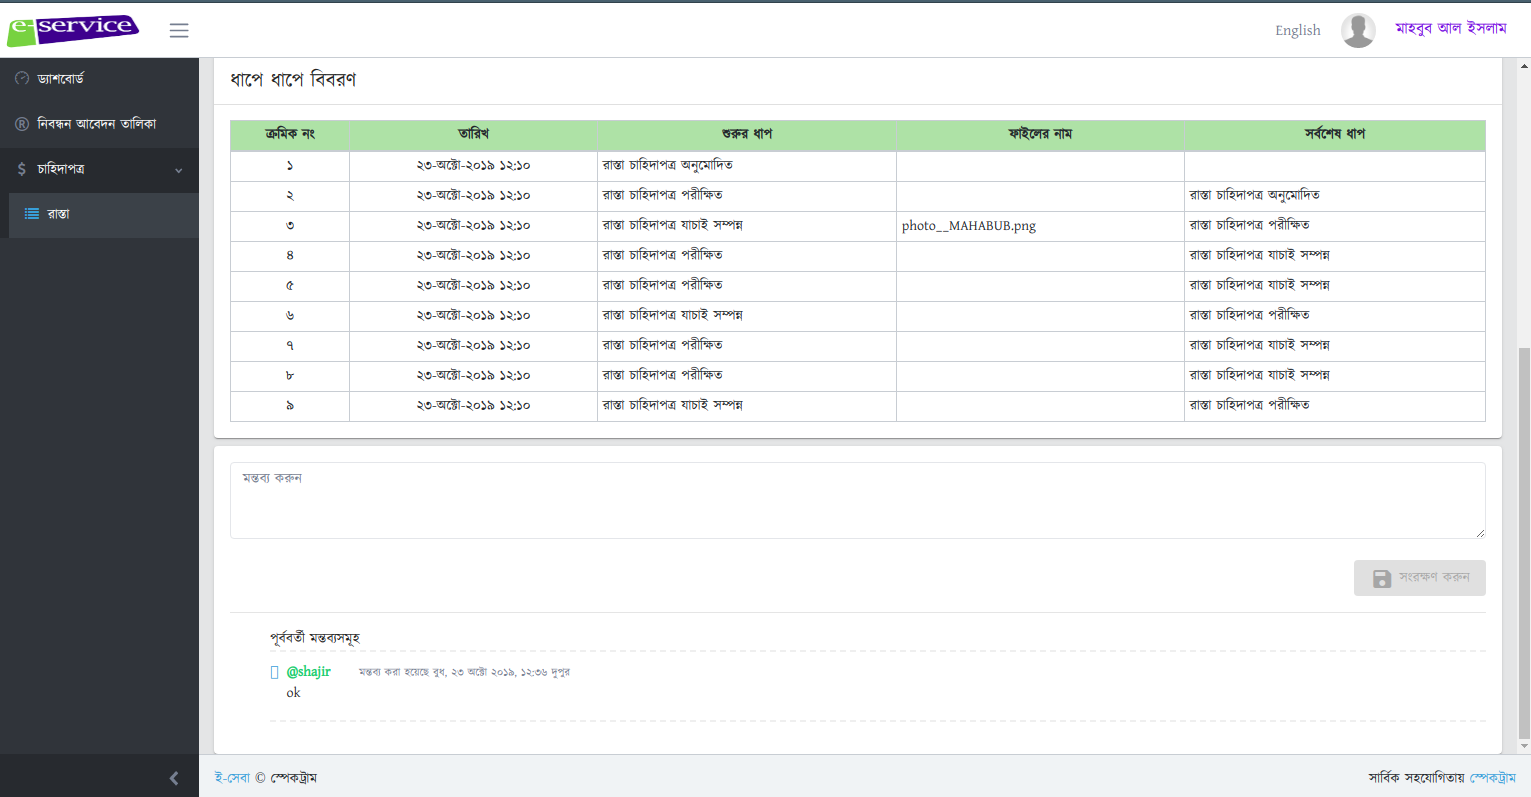 e-service
English
মাহবুব আল ইসলাম
ড্যাশবোর্ড
নিবন্ধন আবেদন তালিকা
চাহিদাপত্র
রাস্তা
ধাপে ধাপে বিবরণ
ক্রমিক নং তারিখ শুরুর ধাপ ফাইলের নাম সর্বশেষ ধাপ
১ ২৩-অক্টো-২০১৯ ১২:১০ রাস্তা চাহিদাপত্র অনুমোদিত
২ ২৩-অক্টো-২০১৯ ১২:১০ রাস্তা চাহিদাপত্র পরীক্ষিত রাস্তা চাহিদাপত্র অনুমোদিত
৩ ২৩-অক্টো-২০১৯ ১২:১০ রাস্তা চাহিদাপত্র যাচাই সম্পন্ন photo__MAHABUB.png রাস্তা চাহিদাপত্র পরীক্ষিত
৪ ২৩-অক্টো-২০১৯ ১২:১০ রাস্তা চাহিদাপত্র পরীক্ষিত রাস্তা চাহিদাপত্র যাচাই সম্পন্ন
৫ ২৩-অক্টো-২০১৯ ১২:১০ রাস্তা চাহিদাপত্র পরীক্ষিত রাস্তা চাহিদাপত্র যাচাই সম্পন্ন
৬ ২৩-অক্টো-২০১৯ ১২:১০ রাস্তা চাহিদাপত্র যাচাই সম্পন্ন রাস্তা চাহিদাপত্র পরীক্ষিত
৭ ২৩-অক্টো-২০১৯ ১২:১০ রাস্তা চাহিদাপত্র পরীক্ষিত রাস্তা চাহিদাপত্র যাচাই সম্পন্ন
৮ ২৩-অক্টো-২০১৯ ১২:১০ রাস্তা চাহিদাপত্র পরীক্ষিত রাস্তা চাহিদাপত্র যাচাই সম্পন্ন
৯ ২৩-অক্টো-২০১৯ ১২:১০ রাস্তা চাহিদাপত্র যাচাই সম্পন্ন রাস্তা চাহিদাপত্র পরীক্ষিত
মন্তব্য করুন
সংরক্ষণ করুন
পূর্ববর্তী মন্তব্যসমূহ
@shajir মন্তব্য করা হয়েছে বুধ, ২৩ অক্টো ২০১৯, ১২:৩৬ দুপুর
ok
ই-সেবা © স্পেকট্রাম
সার্বিক সহযোগিতায় স্পেকট্রাম